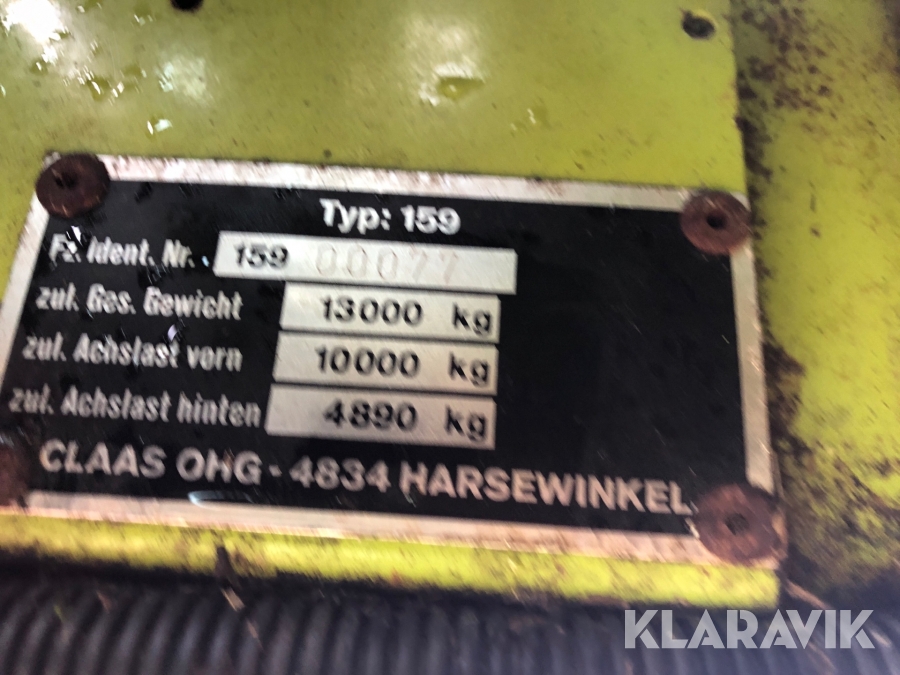 Typ: 159
Fz. Ident. Nr. 159 00077
zul. Ges. Gewicht 13000 kg
zul. Achslast vorn 10000 kg
zul. Achslast hinten 4890 kg
CLAAS OHG - 4834 HARSEWINKEL
KLARAVIK